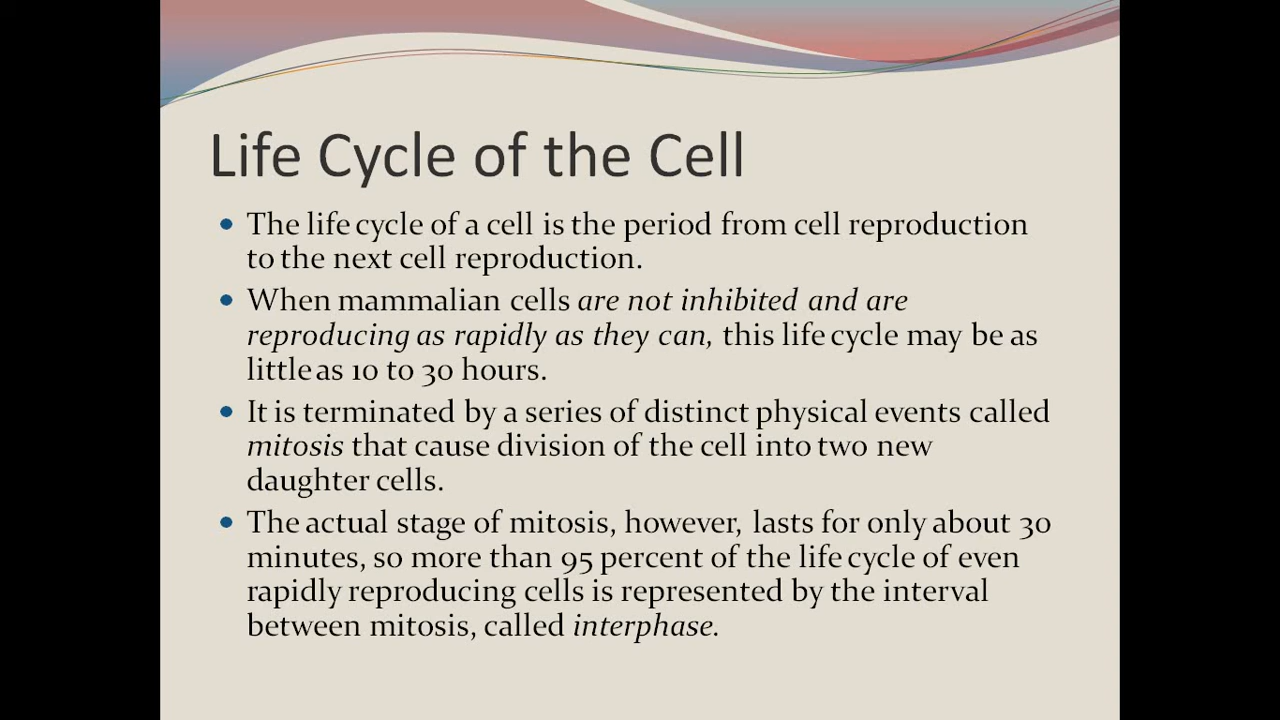 Life Cycle of the Cell
• The life cycle of a cell is the period from cell reproduction
to the next cell reproduction.
• When mammalian cells are not inhibited and are
reproducing as rapidly as they can, this life cycle may be as
little as 10 to 30 hours.
• It is terminated by a series of distinct physical events called
mitosis that cause division of the cell into two new
daughter cells.
• The actual stage of mitosis, however, lasts for only about 30
minutes, so more than 95 percent of the life cycle of even
rapidly reproducing cells is represented by the interval
between mitosis, called interphase.